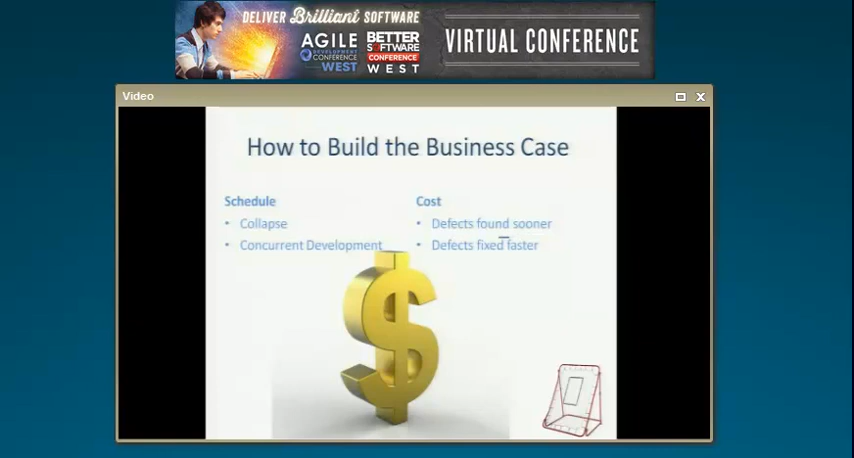 DELIVER Brilliant SOFTWARE
AGILE
DEVELOPMENT
CONFERENCE
WEST
BETTER
SOFTWARE
CONFERENCE
WEST
VIRTUAL CONFERENCE
Video
How to Build the Business Case
Schedule
• Collapse
• Concurrent Development
Cost
• Defects found sooner
• Defects fixed faster